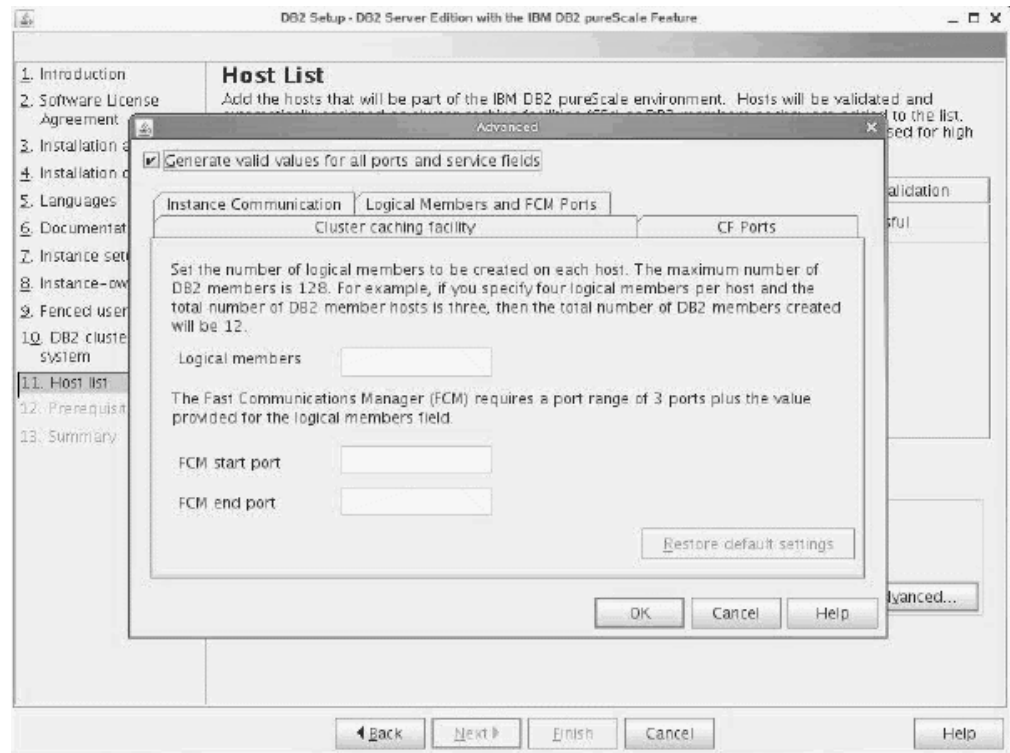 DB2 Setup - DB2 Server Edition with the IBM DB2 pureScale Feature
1. Introduction
2. Software License
Agreement
3. Installation a
4. Installation
5. Languages
6. Documentat
7. Instance set
8. Instance-ow
9. Fenced user
10. DB2 cluste
system
11. Host list
12. Prerequisit
13. Summary
Host List
Add the hosts that will be part of the IBM DB2 pureScale environment. Hosts will be validated and
to the list.
sed for high
alidation
sful
Advanced
Generate valid values for all ports and service fields
Instance Communication
Logical Members and FCM Ports
Cluster caching facility
CF Ports
Set the number of logical members to be created on each host. The maximum number of
DB2 members is 128. For example, if you specify four logical members per host and the
total number of DB2 member hosts is three, then the total number of DB2 members created
will be 12.
Logical members
The Fast Communications Manager (FCM) requires a port range of 3 ports plus the value
provided for the logical members field.
FCM start port
FCM end port
Restore default settings
OK Cancel Help
dvanced...
Back Next Finish Cancel Help